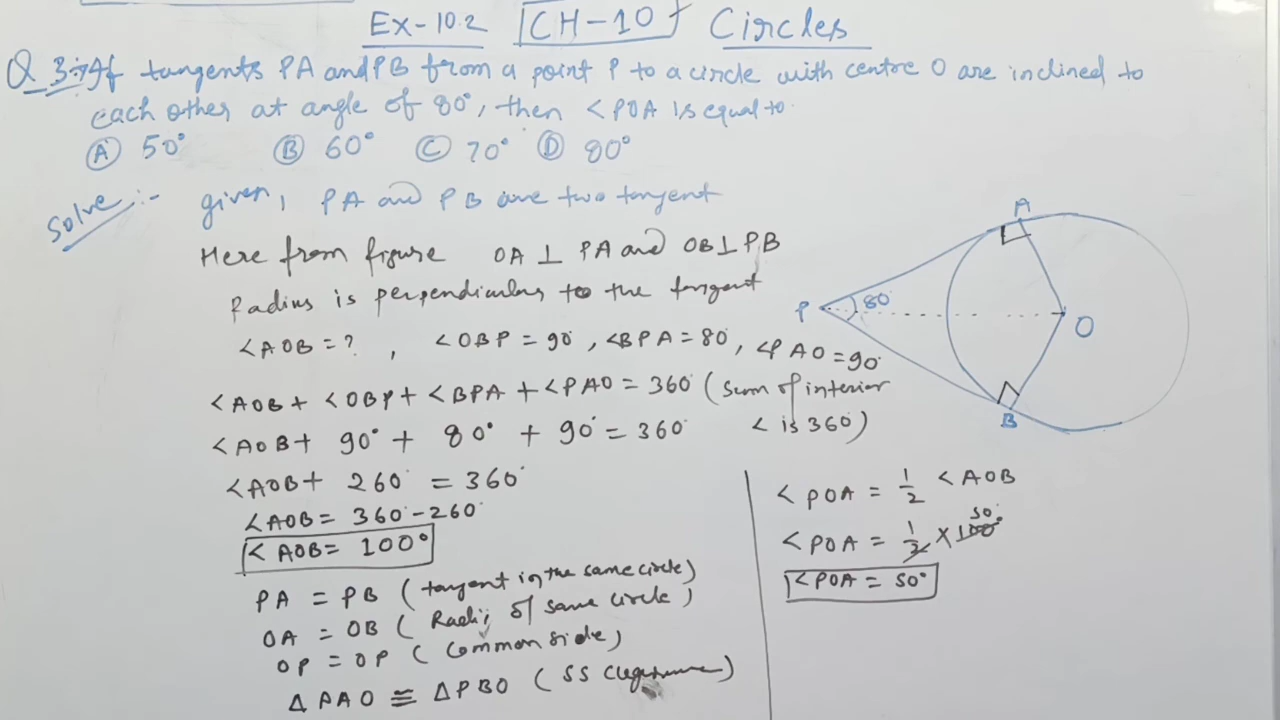 Ex-10.2 CH-10 Circles
Q.3:- If tangents PA and PB from a point P to a circle with centre O are inclined to
each other at angle of 80°, then <POA is equal to
(A) 50° (B) 60° (C) 70° (D) 80°
Solve:- given, PA and PB are two tangent
Here from figure OA ⊥ PA and OB ⊥ PB
Radius is perpendicular to the tangent
<AOB = ? , <OBP = 90°, <BPA = 80°, <PAO = 90°
<AOB + <OBP + <BPA + <PAO = 360° (Sum of interior
< is 360°)
<AOB + 90° + 80° + 90° = 360°
<AOB + 260° = 360°
<AOB = 360° - 260°
<AOB = 100°
PA = PB (tangent in the same circle)
OA = OB (Radii of same circle)
OP = OP (Common side)
Δ PAO ≅ Δ PBO (SS
<POA = 1/2 <AOB
<POA = 1/2 × 100° 50°
<POA = 50°
A
P
80°
O
B